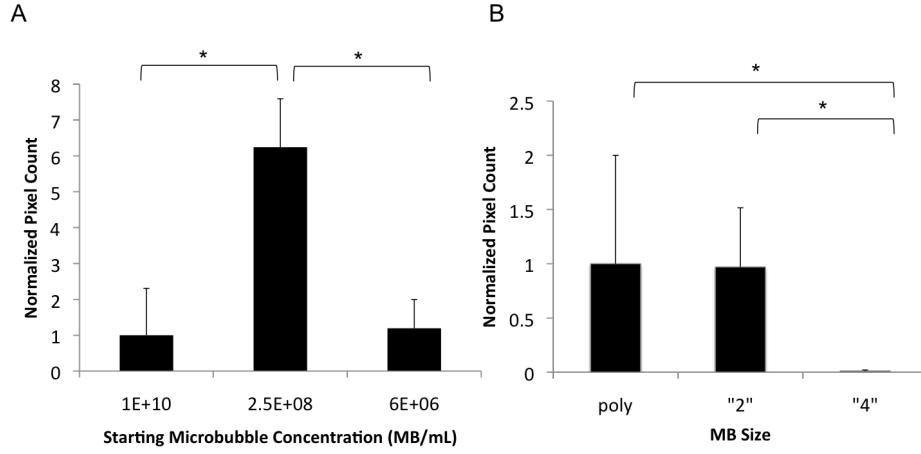 A
*
*
8
7
6
5
4
3
2
1
0
Normalized Pixel Count
1E+10 2.5E+08 6E+06
Starting Microbubble Concentration (MB/mL)
B
*
*
2.5
2
1.5
1
0.5
0
Normalized Pixel Count
poly "2" "4"
MB Size